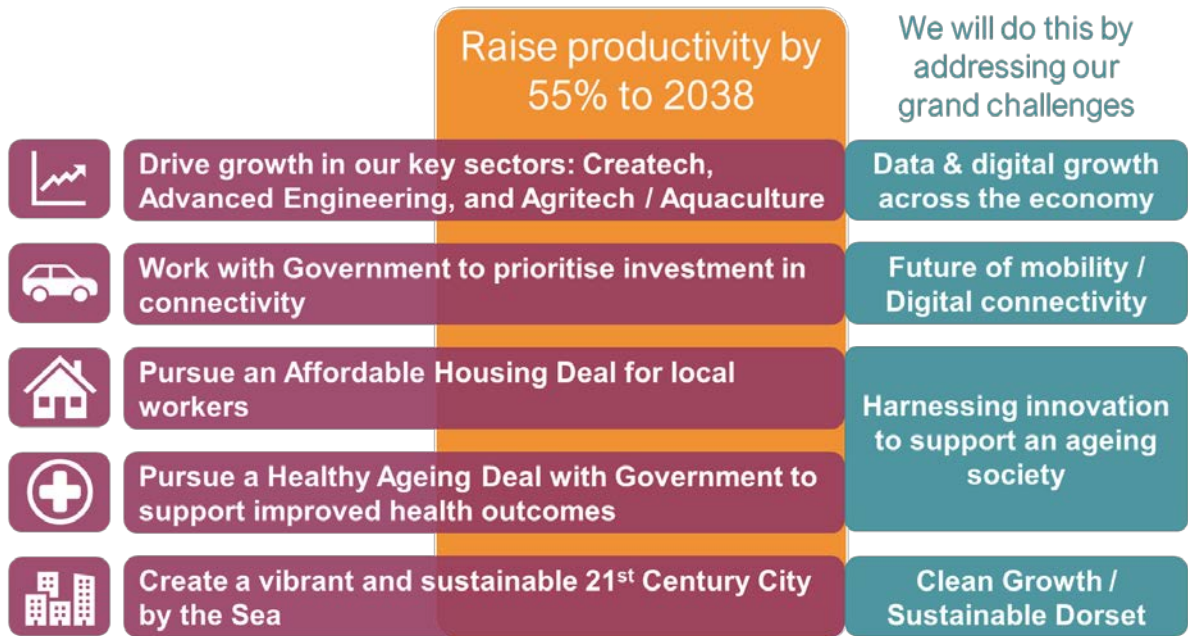 Raise productivity by
55% to 2038
We will do this by
addressing our
grand challenges
Drive growth in our key sectors: Createch,
Advanced Engineering, and Agritech / Aquaculture
Data & digital growth
across the economy
Work with Government to prioritise investment in
connectivity
Future of mobility /
Digital connectivity
Pursue an Affordable Housing Deal for local
workers
Harnessing innovation
to support an ageing
society
Pursue a Healthy Ageing Deal with Government to
support improved health outcomes
Create a vibrant and sustainable 21st Century City
by the Sea
Clean Growth /
Sustainable Dorset